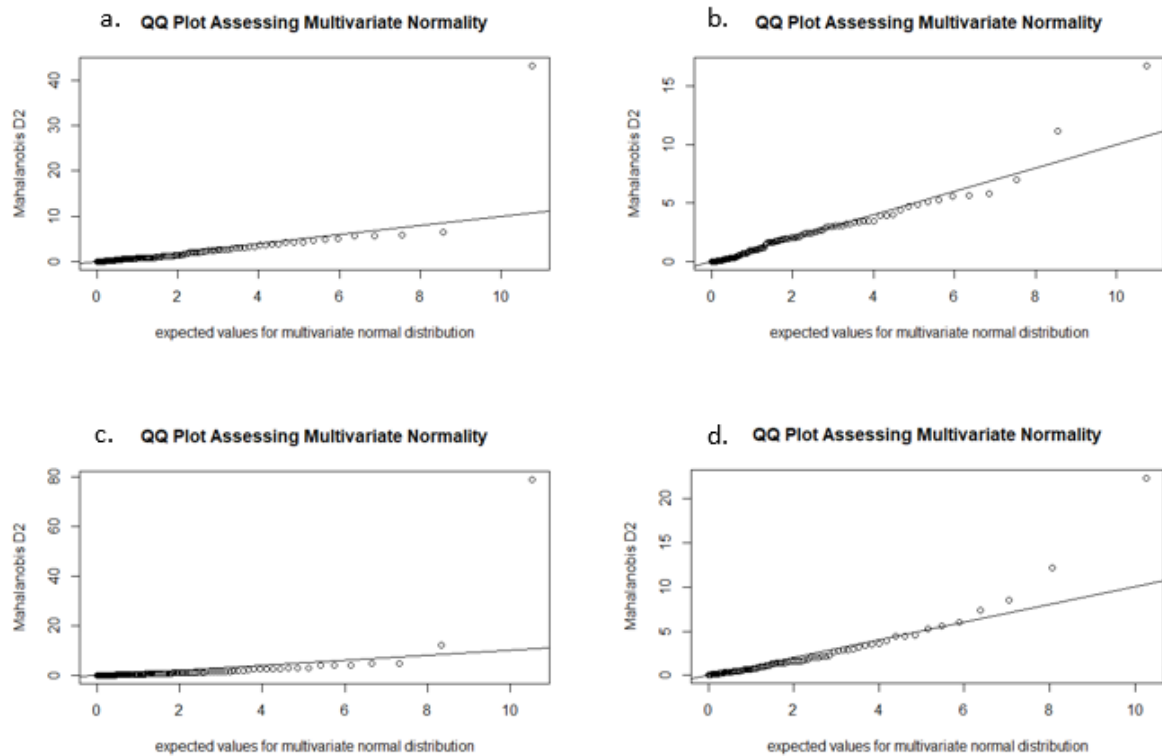 a. QQ Plot Assessing Multivariate Normality
Mahalanobis D2
40
30
20
10
0
0 2 4 6 8 10
expected values for multivariate normal distribution
b. QQ Plot Assessing Multivariate Normality
Mahalanobis D2
15
10
5
0
0 2 4 6 8 10
expected values for multivariate normal distribution
c. QQ Plot Assessing Multivariate Normality
Mahalanobis D2
80
60
40
20
0
0 2 4 6 8 10
expected values for multivariate normal distribution
d. QQ Plot Assessing Multivariate Normality
Mahalanobis D2
20
15
10
5
0
0 2 4 6 8 10
expected values for multivariate normal distribution